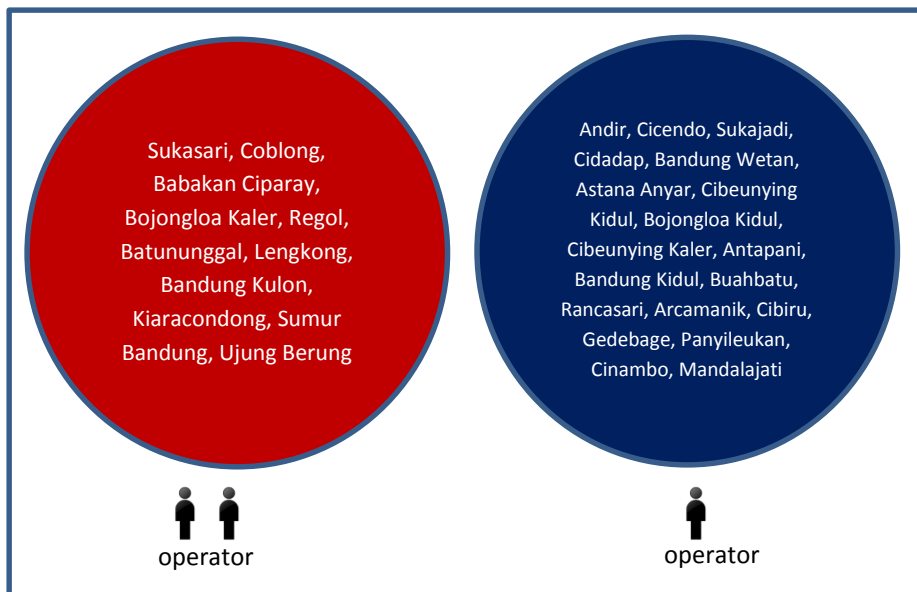 Sukasari, Coblong,
Babakan Ciparay,
Bojongloa Kaler, Regol,
Batununggal, Lengkong,
Bandung Kulon,
Kiaracondong, Sumur
Bandung, Ujung Berung
operator
Andir, Cicendo, Sukajadi,
Cidadap, Bandung Wetan,
Astana Anyar, Cibeunying
Kidul, Bojongloa Kidul,
Cibeunying Kaler, Antapani,
Bandung Kidul, Buahbatu,
Rancasari, Arcamanik, Cibiru,
Gedebage, Panyileukan,
Cinambo, Mandalajati
operator